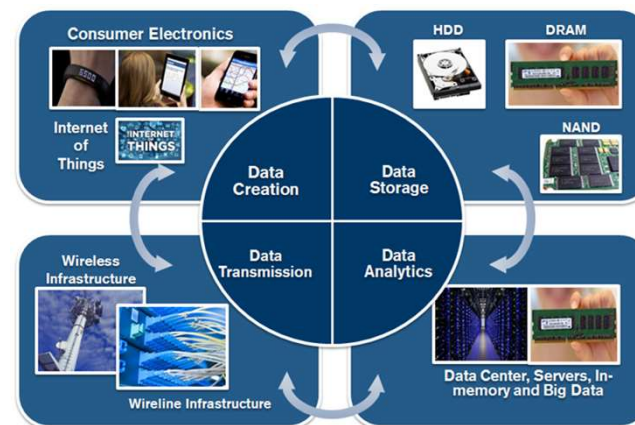 Consumer Electronics
5500
Internet
of
Things
INTERNET
THINGS
HDD
DRAM
NAND
Data
Creation
Data
Storage
Data
Transmission
Data
Analytics
Wireless
Infrastructure
Wireline Infrastructure
Data Center, Servers, In-
memory and Big Data